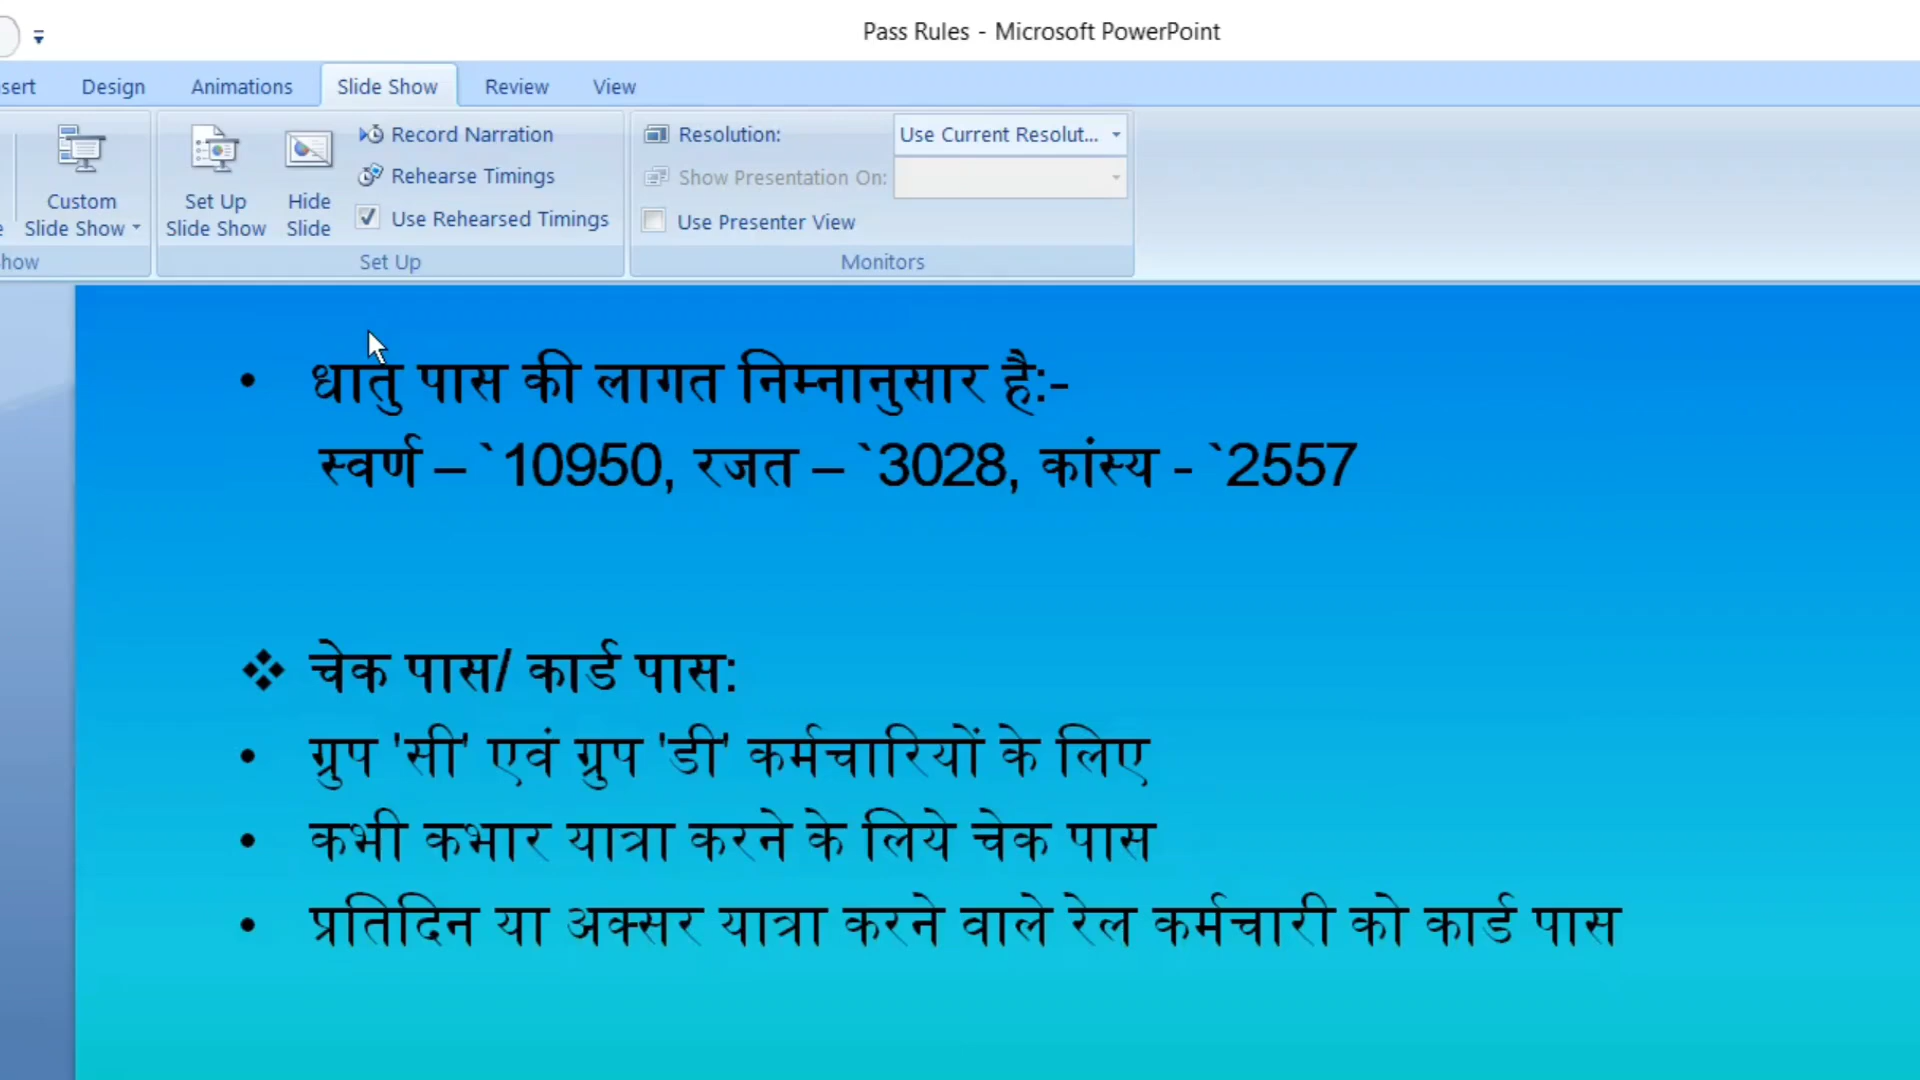 Pass Rules - Microsoft PowerPoint
sert Design Animations Slide Show Review View
Custom Slide Show
Set Up Slide Show
Hide Slide
Record Narration
Rehearse Timings
Use Rehearsed Timings
Resolution: Use Current Resolut...
Show Presentation On:
Use Presenter View
how Set Up Monitors
• धातु पास की लागत निम्नानुसार है:-
स्वर्ण – `10950, रजत – `3028, कांस्य - `2557
❖ चेक पास/ कार्ड पास:
• ग्रुप 'सी' एवं ग्रुप 'डी' कर्मचारियों के लिए
• कभी कभार यात्रा करने के लिये चेक पास
• प्रतिदिन या अक्सर यात्रा करने वाले रेल कर्मचारी को कार्ड पास